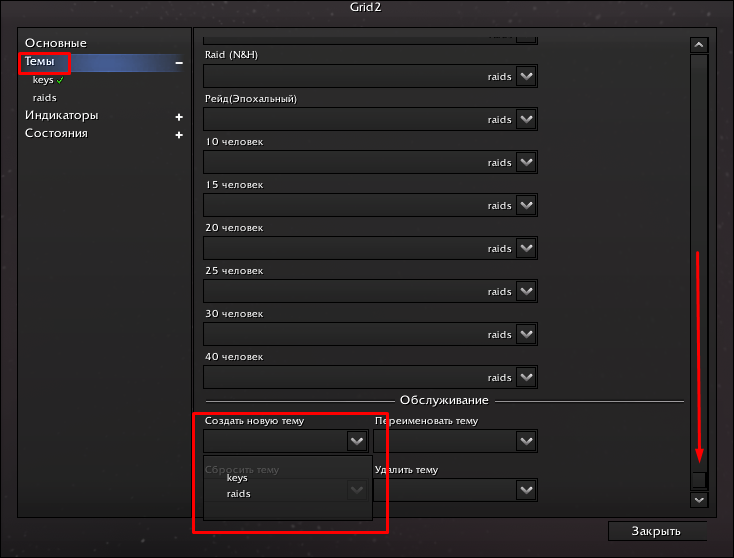 Grid2
Основные
Темы
keys
raids
Индикаторы
Состояния
Raid (N&H)
raids
Рейд(Эпохальный)
raids
10 человек
raids
15 человек
raids
20 человек
raids
25 человек
raids
30 человек
raids
40 человек
raids
Обслуживание
Создать новую тему
Переименовать тему
Сбросить тему
Удалить тему
keys
raids
Закрыть